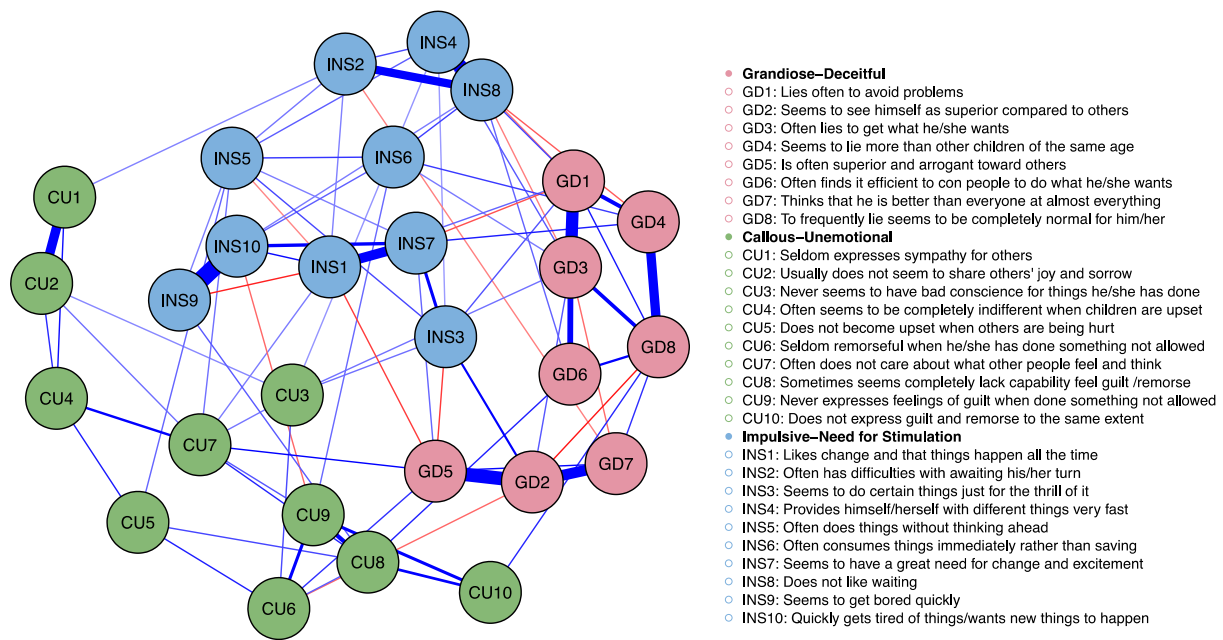 INS4
INS2
INS8
INS5
INS6
GD1
CU1
GD4
INS10
INS7
INS1
GD3
CU2
INS9
INS3
GD8
GD6
CU3
CU4
CU7
GD5
GD7
GD2
CU9
CU5
CU8
CU10
CU6
Grandiose–Deceitful
GD1: Lies often to avoid problems
GD2: Seems to see himself as superior compared to others
GD3: Often lies to get what he/she wants
GD4: Seems to lie more than other children of the same age
GD5: Is often superior and arrogant toward others
GD6: Often finds it efficient to con people to do what he/she wants
GD7: Thinks that he is better than everyone at almost everything
GD8: To frequently lie seems to be completely normal for him/her
Callous–Unemotional
CU1: Seldom expresses sympathy for others
CU2: Usually does not seem to share others' joy and sorrow
CU3: Never seems to have bad conscience for things he/she has done
CU4: Often seems to be completely indifferent when children are upset
CU5: Does not become upset when others are being hurt
CU6: Seldom remorseful when he/she has done something not allowed
CU7: Often does not care about what other people feel and think
CU8: Sometimes seems completely lack capability feel guilt /remorse
CU9: Never expresses feelings of guilt when done something not allowed
CU10: Does not express guilt and remorse to the same extent
Impulsive–Need for Stimulation
INS1: Likes change and that things happen all the time
INS2: Often has difficulties with awaiting his/her turn
INS3: Seems to do certain things just for the thrill of it
INS4: Provides himself/herself with different things very fast
INS5: Often does things without thinking ahead
INS6: Often consumes things immediately rather than saving
INS7: Seems to have a great need for change and excitement
INS8: Does not like waiting
INS9: Seems to get bored quickly
INS10: Quickly gets tired of things/wants new things to happen